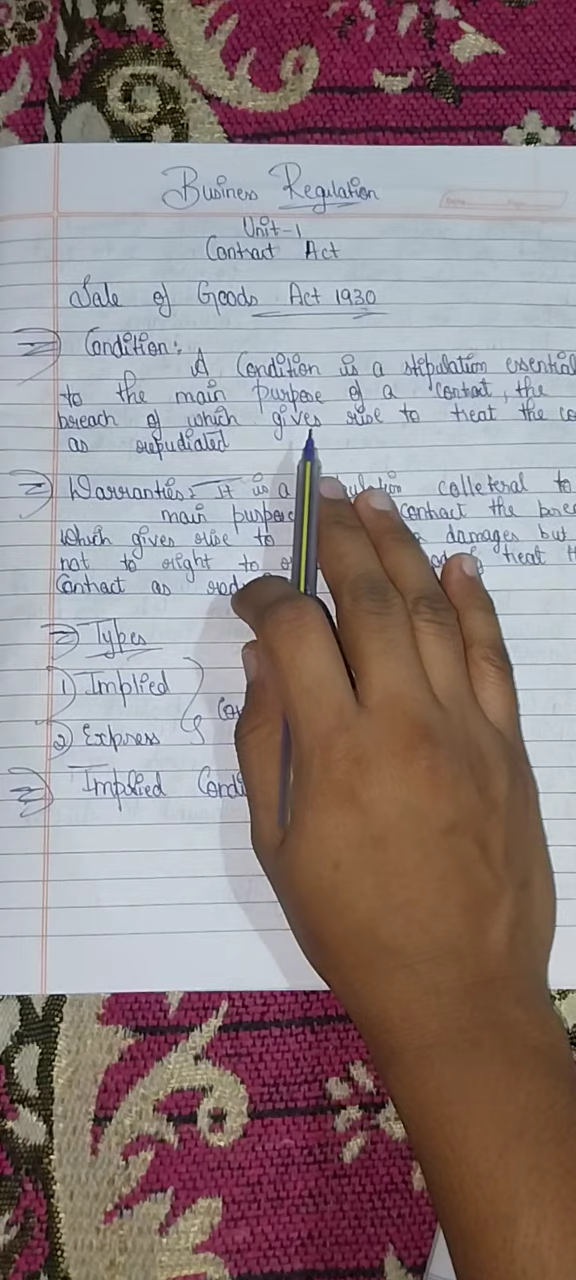 Business Regulation
Unit-1
Contract Act
Sale of Goods Act 1930
Condition:
A Condition is a stipulation essential
to the main purpose of a contract, the
breach of which gives rise to treat the
as repudiated
Warranties: It is a collateral to
main contract the
which gives rise to damages but
not to right to treat
Contract as
Types
1) Implied
2) Express
Implied